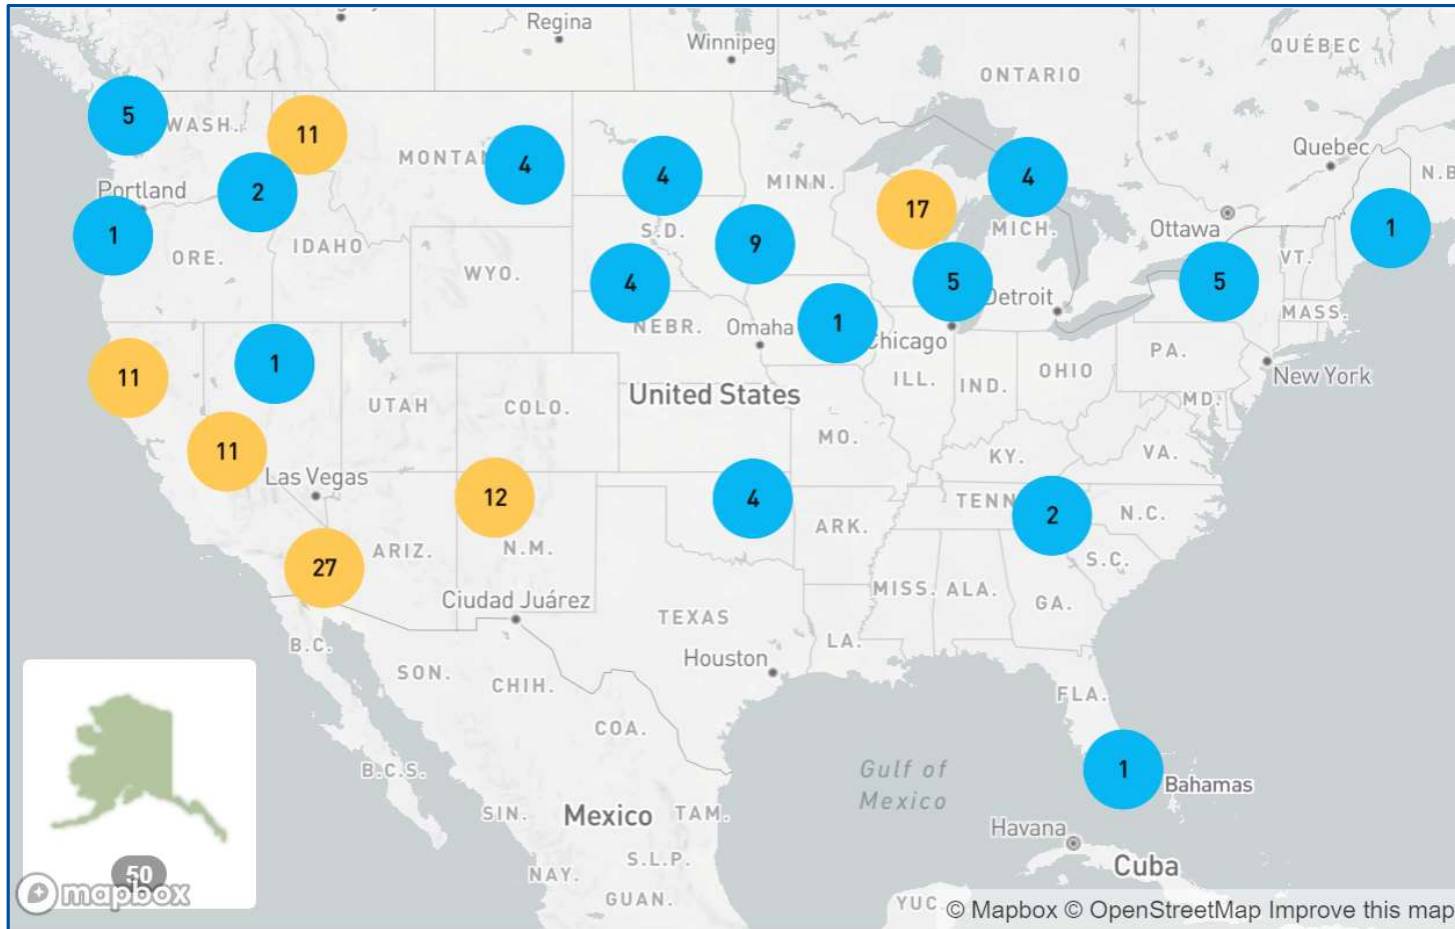 Regina
Winnipeg
QUÉBEC
ONTARIO
5
WASH.
11
MONTAN
4
4
MINN.
4
Quebec
N.B
Portland
2
17
1
IDAHO
S.D.
9
MICH.
Ottawa
1
ORE.
WYO.
4
5
Detroit
5
VT.
MASS.
NEBR.
Omaha
1
Chicago
PA.
New York
11
1
UTAH
COLO.
United States
ILL.
IND.
OHIO
MD.
11
MO.
KY.
VA.
Las Vegas
12
4
ARK.
TENN
2
N.C.
27
ARIZ.
N.M.
S.C.
Ciudad Juárez
TEXAS
MISS.
ALA.
GA.
B.C.
SON.
CHIH.
Houston
LA.
FLA.
COA.
B.C.S.
Gulf of
Mexico
1
Bahamas
SIN.
Mexico
TAM.
Havana
50
mapbox
NAY.
S.L.P.
GUAN.
Cuba
YUC.
© Mapbox © OpenStreetMap Improve this map